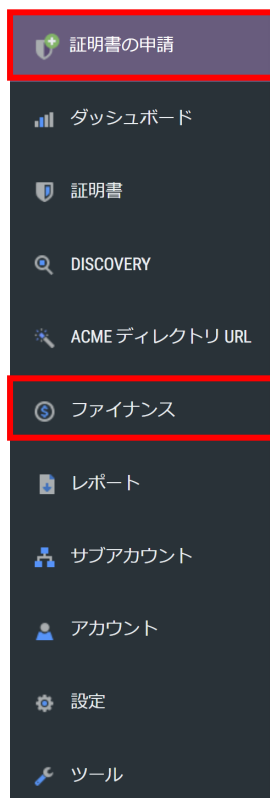 証明書の申請
ダッシュボード
証明書
DISCOVERY
ACME ディレクトリ URL
ファイナンス
レポート
サブアカウント
アカウント
設定
ツール